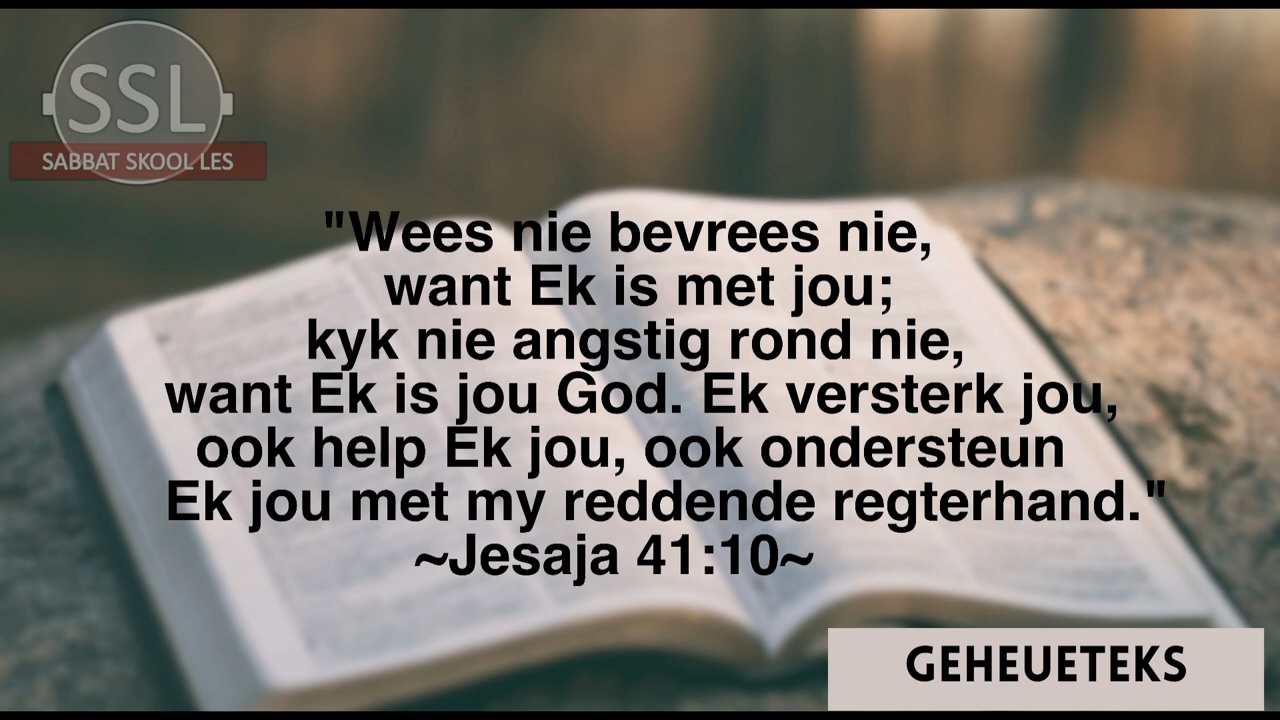 SSL
SABBAT SKOOL LES
"Wees nie bevrees nie,
want Ek is met jou;
kyk nie angstig rond nie,
want Ek is jou God. Ek versterk jou,
ook help Ek jou, ook ondersteun
Ek jou met my reddende regterhand."
~Jesaja 41:10~
GEHEUETEKS